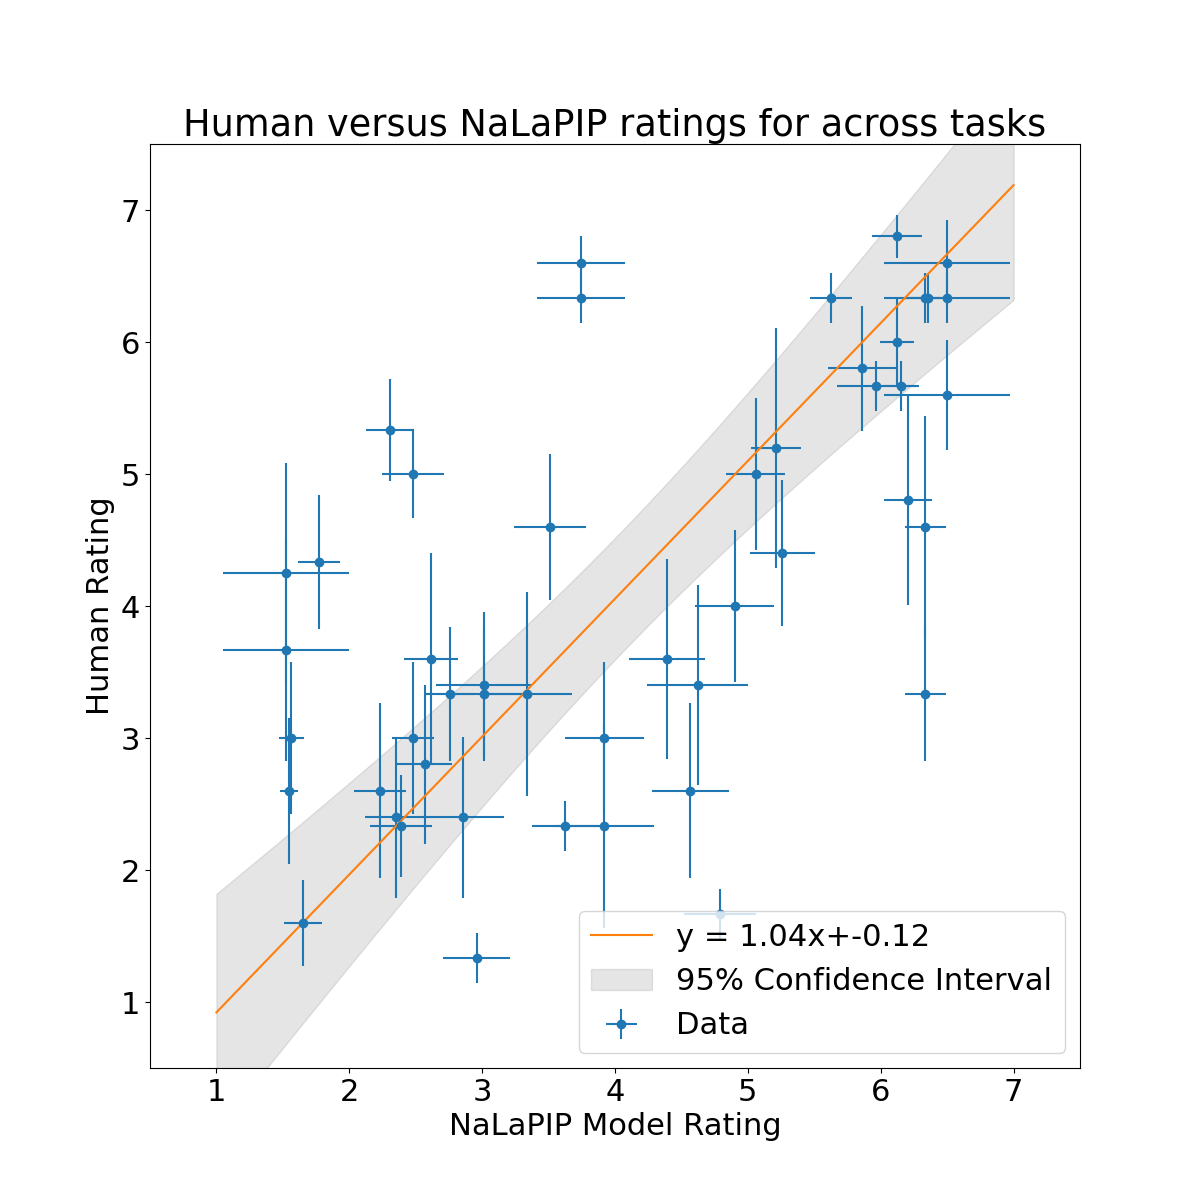 Human versus NaLaPIP ratings for across tasks
7
6
5
4
3
2
1
Human Rating
y = 1.04x+-0.12
95% Confidence Interval
Data
1 2 3 4 5 6 7
NaLaPIP Model Rating